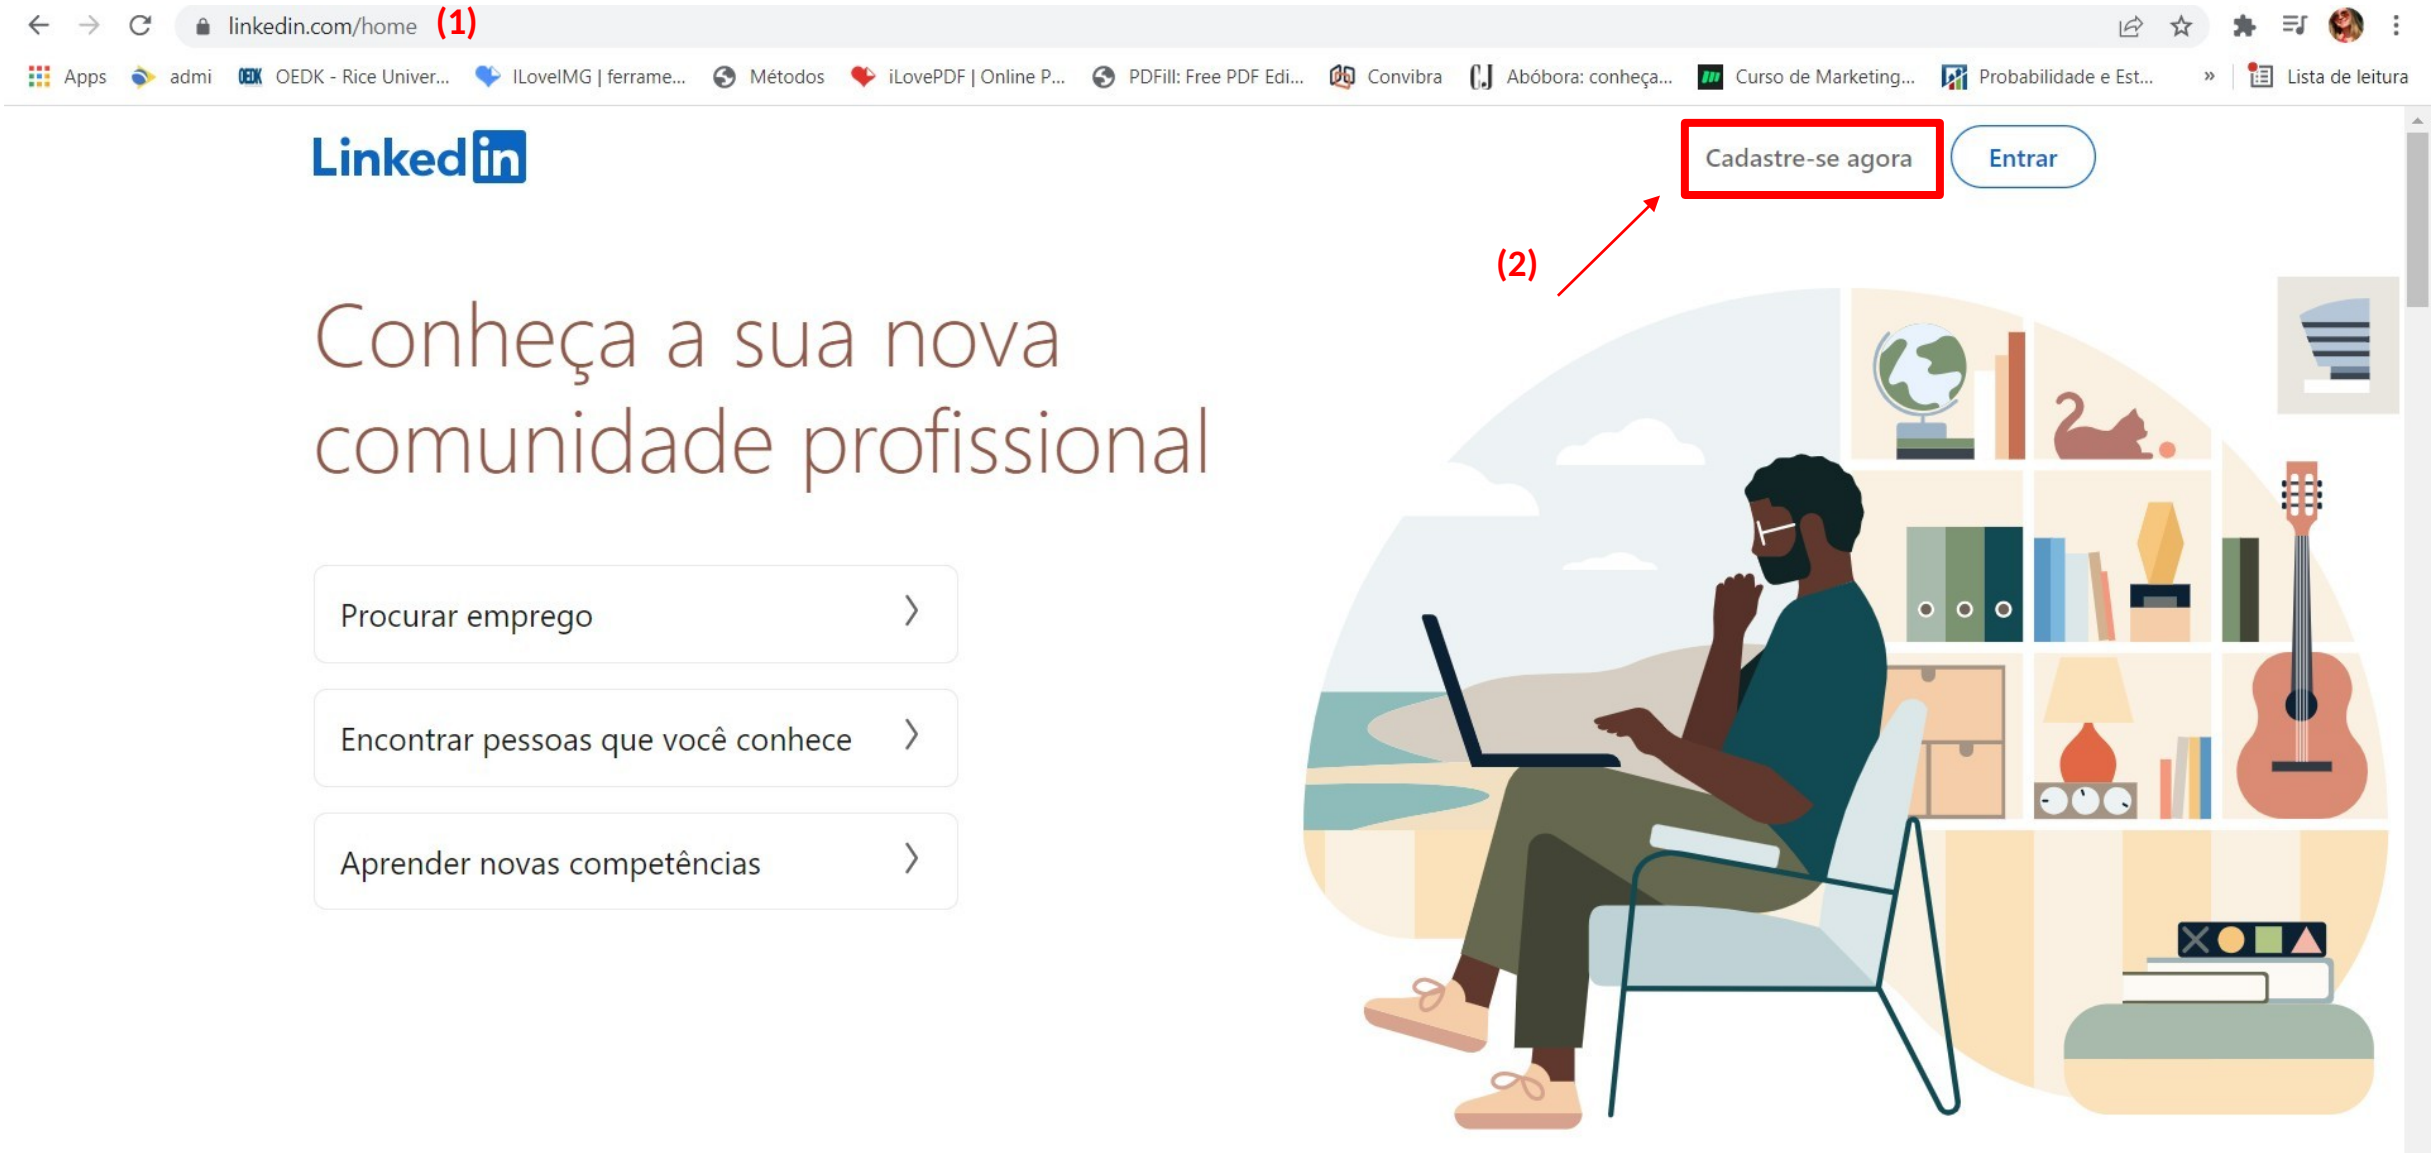 linkedin.com/home (1)
Apps admi OEDK OEDK - Rice Univer... ILoveIMG | ferrame... Métodos iLovePDF | Online P... PDFill: Free PDF Edi... Convibra CJ Abóbora: conheça... Curso de Marketing... Probabilidade e Est... » Lista de leitura
Linkedin Cadastre-se agora Entrar
(2)
Conheça a sua nova
comunidade profissional
Procurar emprego
Encontrar pessoas que você conhece
Aprender novas competências